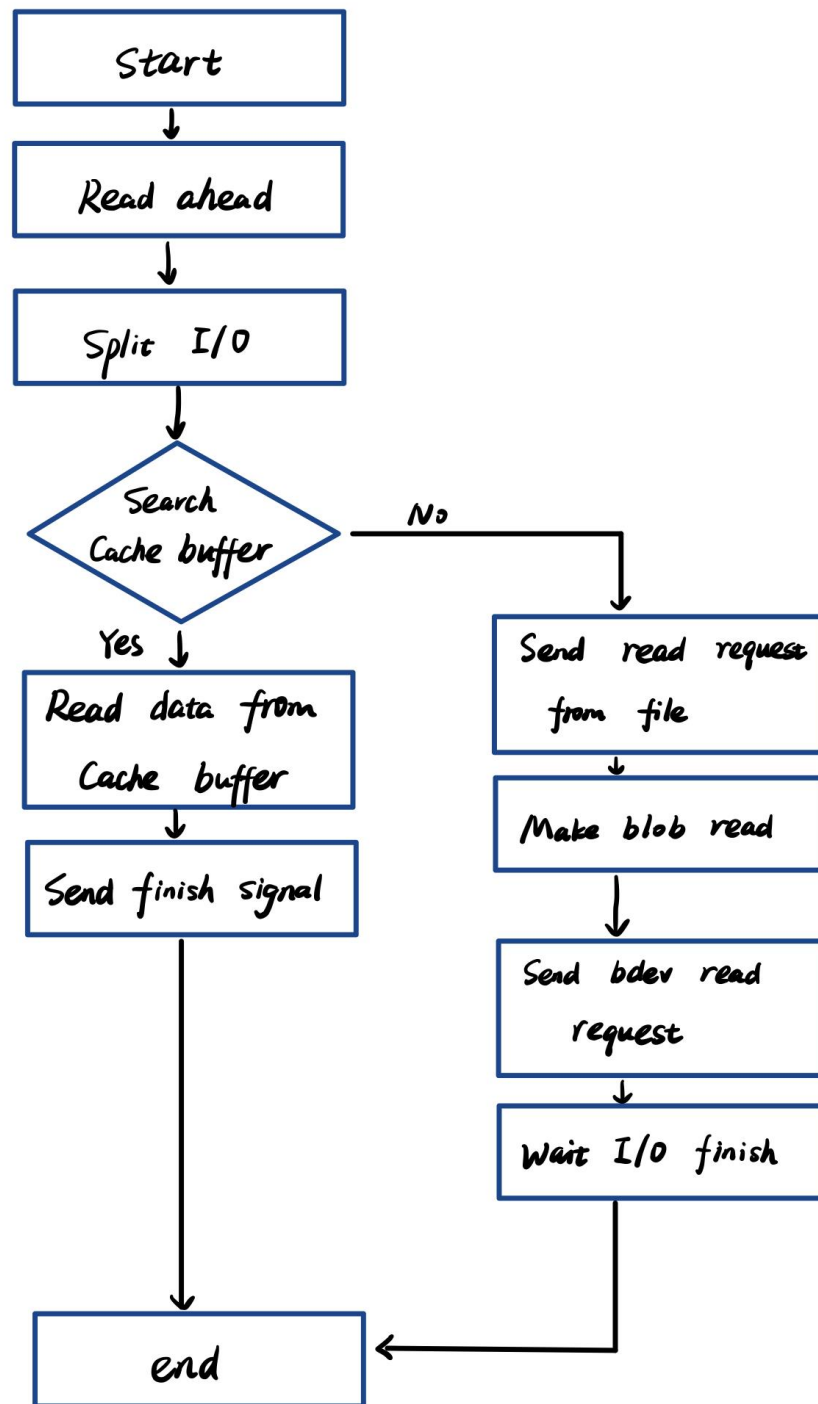 Start
Read ahead
Split I/O
Search
Cache buffer
No
Yes
Read data from
Cache buffer
Send finish signal
Send read request
from file
Make blob read
Send bdev read
request
Wait I/O finish
end